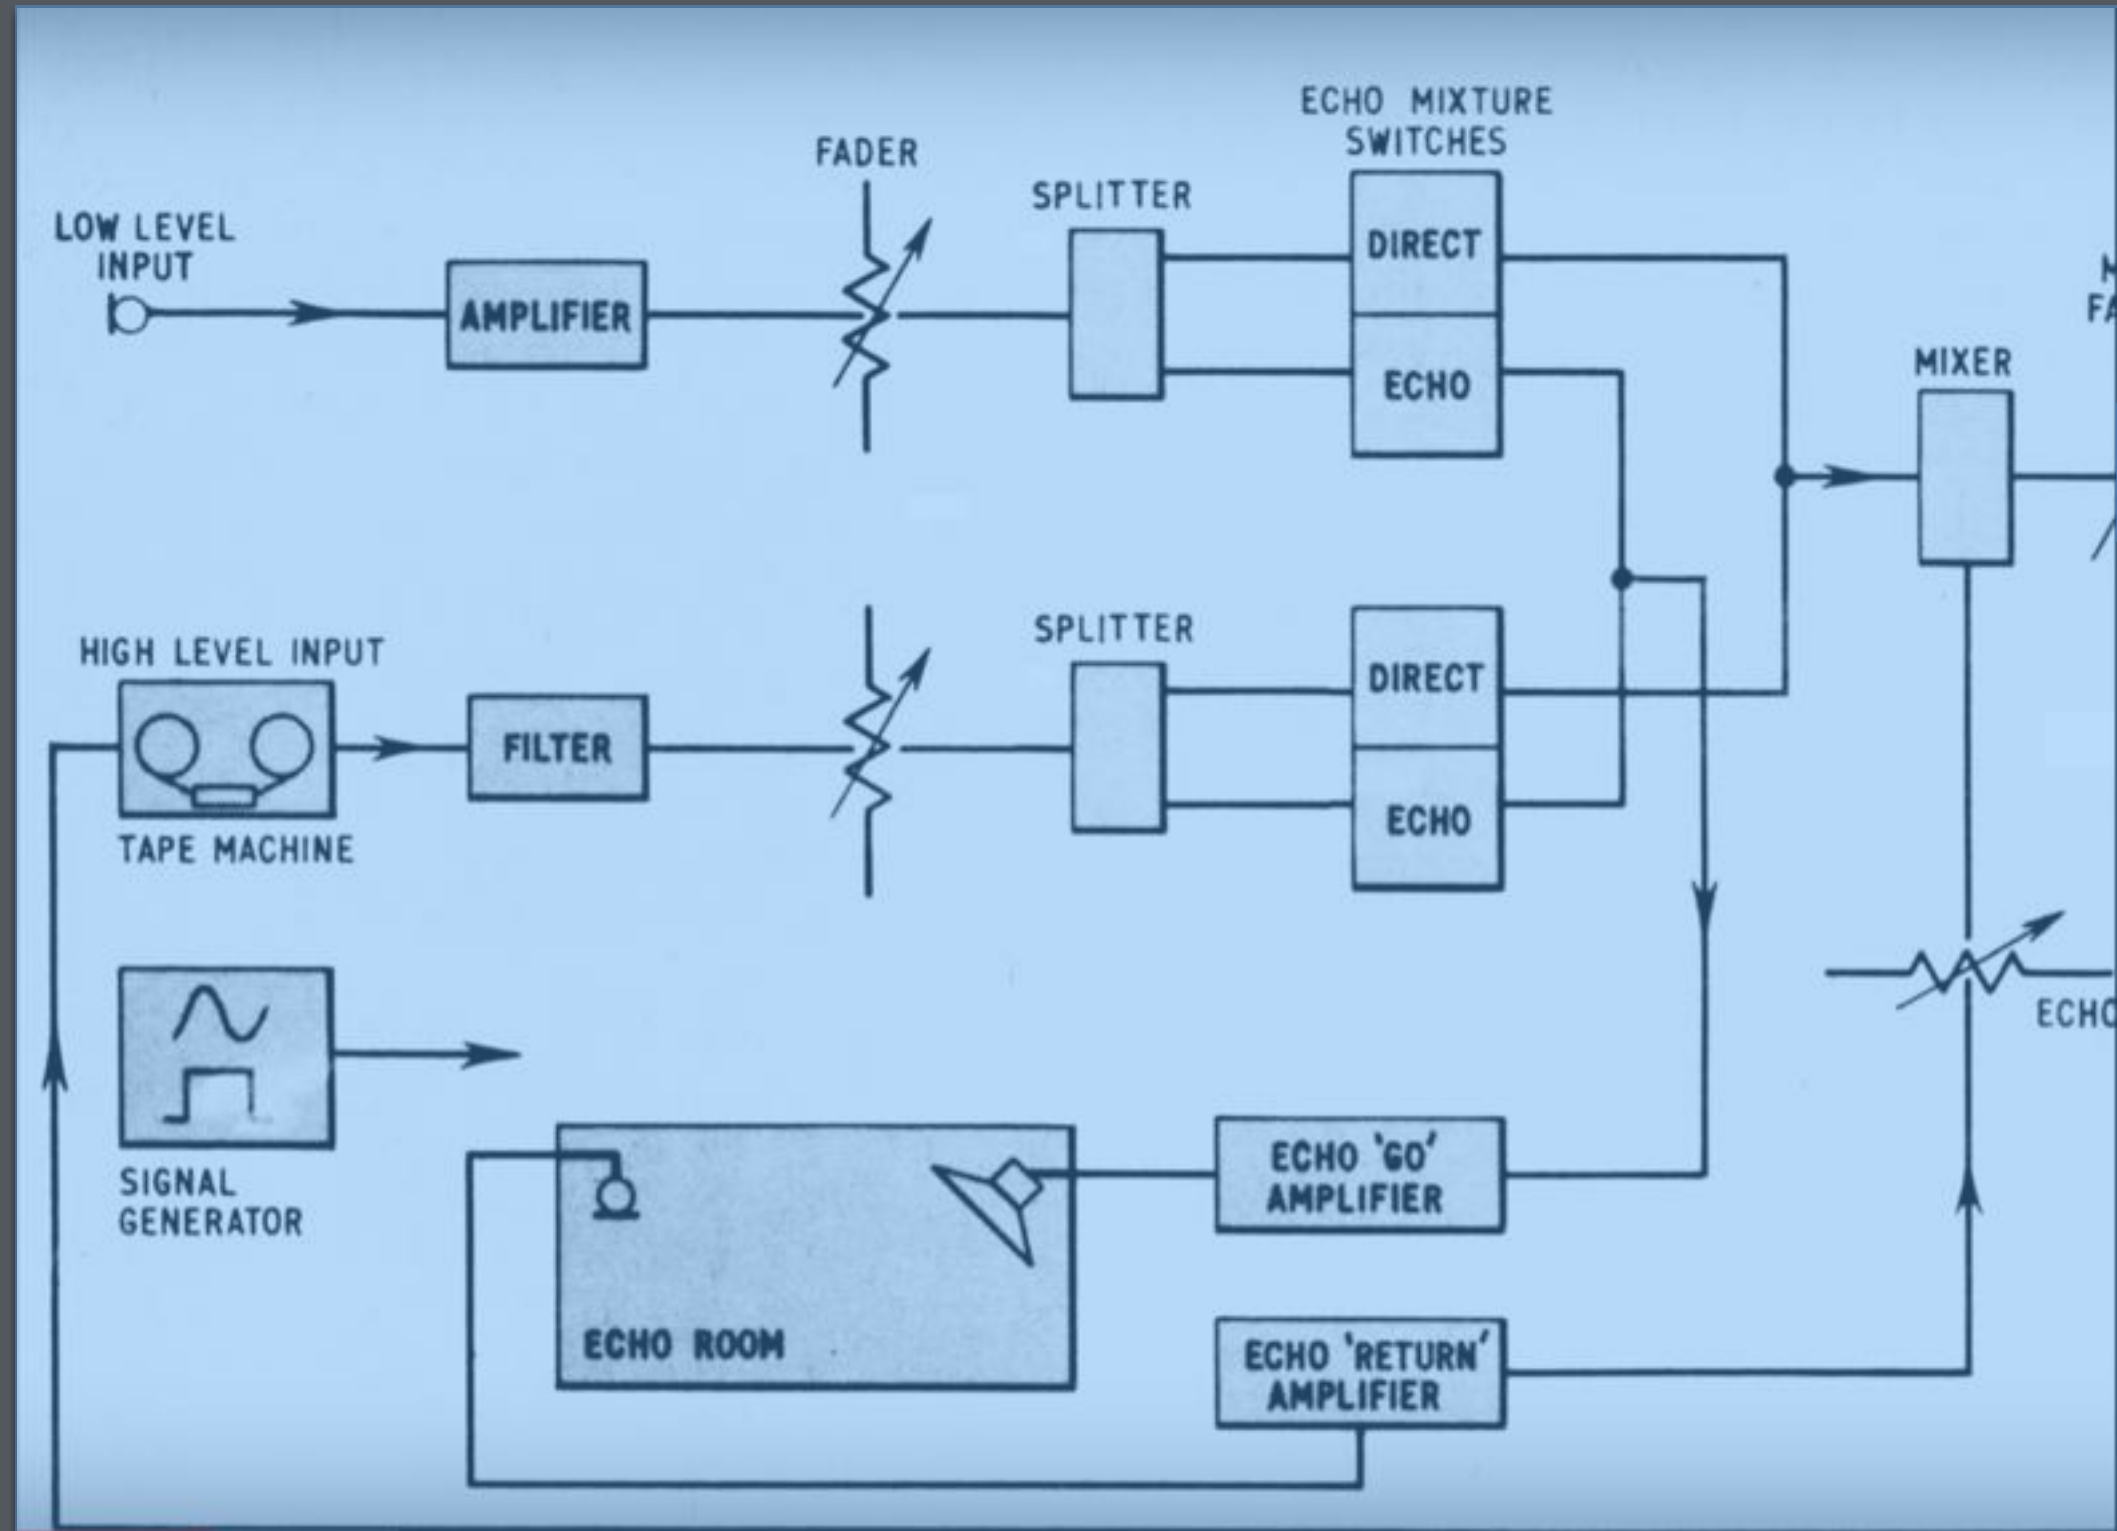 ECHO MIXTURE
SWITCHES
FADER
SPLITTER
LOW LEVEL
INPUT
DIRECT
AMPLIFIER
ECHO
MIXER
HIGH LEVEL INPUT
SPLITTER
DIRECT
FILTER
ECHO
TAPE MACHINE
ECHO
SIGNAL
GENERATOR
ECHO 'GO'
AMPLIFIER
ECHO ROOM
ECHO 'RETURN'
AMPLIFIER